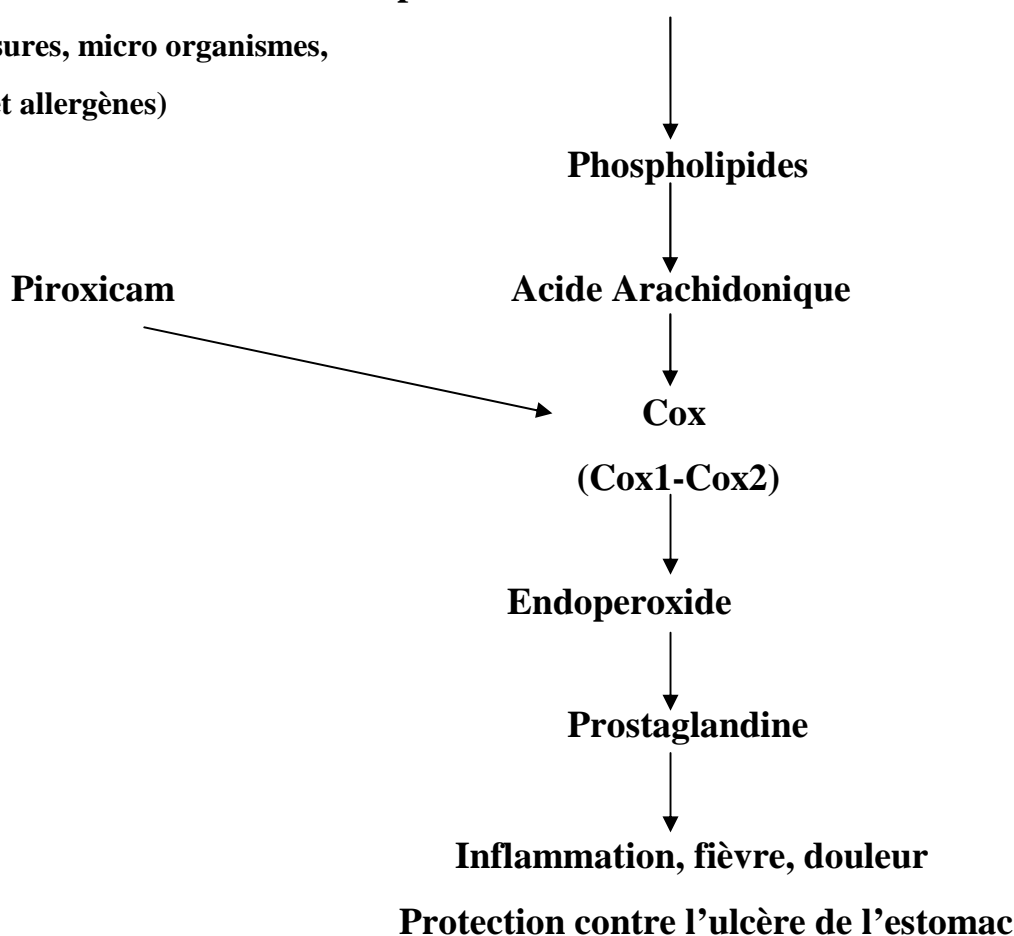 micro organismes,
et allergènes)
Phospholipides
Piroxicam
Acide Arachidonique
Cox
(Cox1-Cox2)
Endoperoxide
Prostaglandine
Inflammation, fièvre, douleur
Protection contre l’ulcère de l’estomac